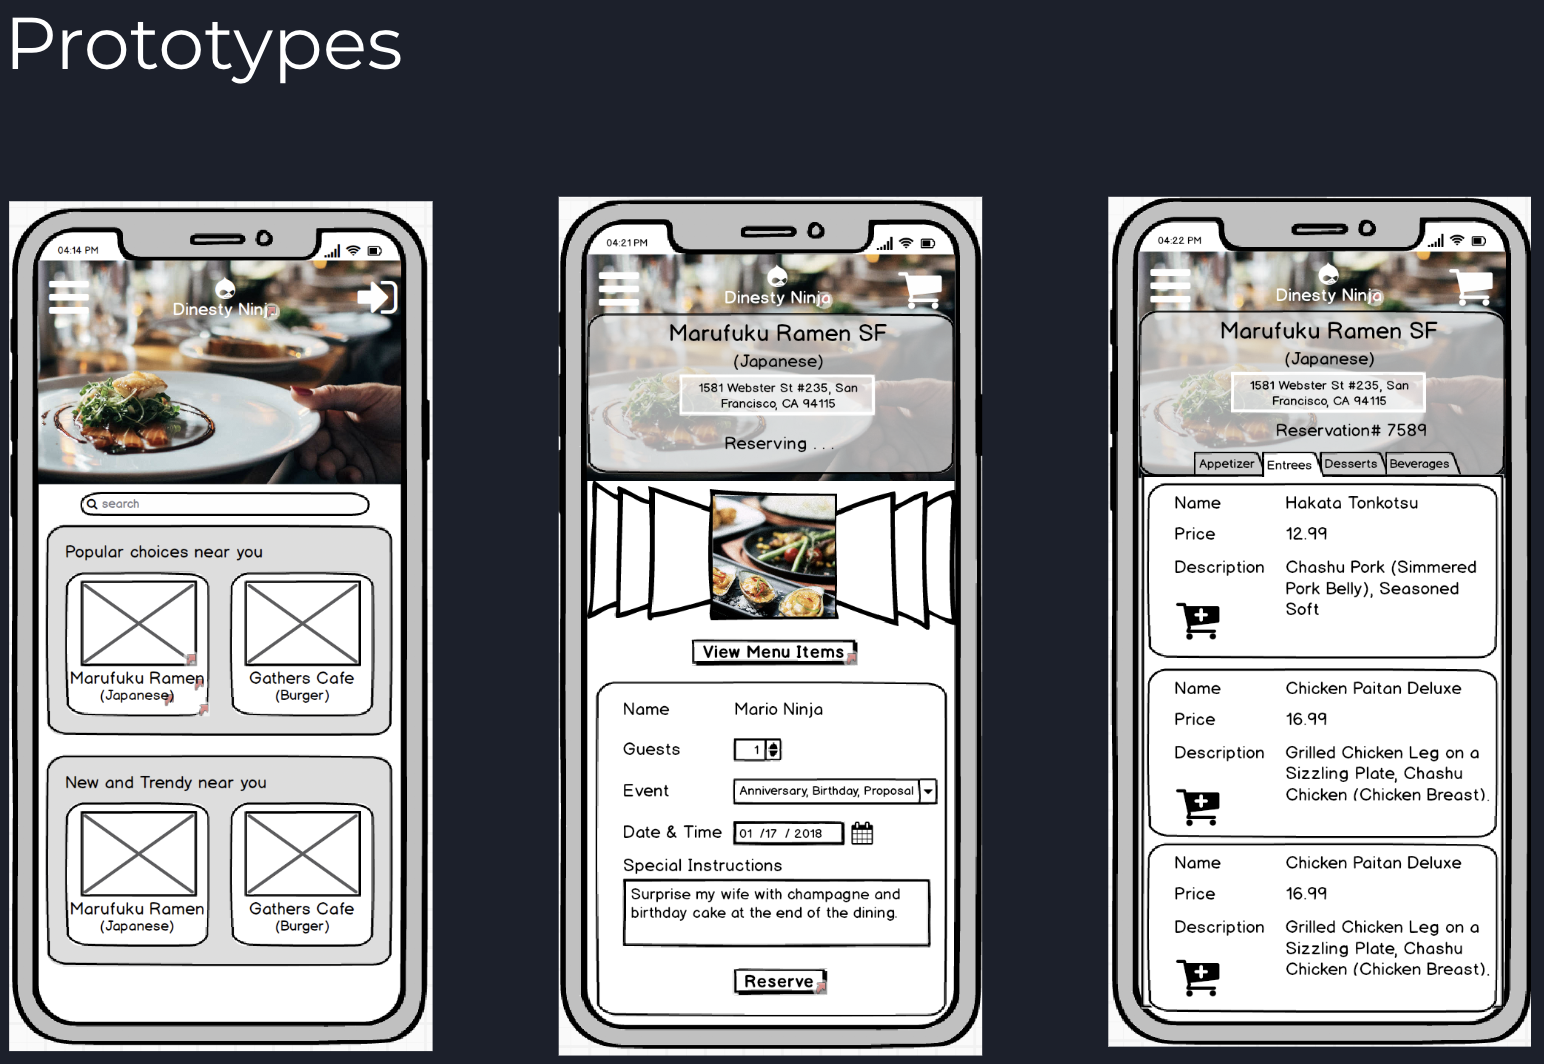 Prototypes
04:14 PM
Dinesty Ninja
search
Popular choices near you
Marufuku Ramen
(Japanese)
Gathers Cafe
(Burger)
New and Trendy near you
Marufuku Ramen
(Japanese)
Gathers Cafe
(Burger)
04:21 PM
Dinesty Ninja
Marufuku Ramen SF
(Japanese)
1581 Webster St #235, San
Francisco, CA 94115
Reserving . . .
View Menu Items
Name Mario Ninja
Guests 1
Event Anniversary, Birthday, Proposal
Date & Time 01 /17 / 2018
Special Instructions
Surprise my wife with champagne and
birthday cake at the end of the dining.
Reserve
04:22 PM
Dinesty Ninja
Marufuku Ramen SF
(Japanese)
1581 Webster St #235, San
Francisco, CA 94115
Reservation# 7589
Appetizer Entrees Desserts Beverages
Name Hakata Tonkotsu
Price 12.99
Description Chashu Pork (Simmered
Pork Belly), Seasoned
Soft
Name Chicken Paitan Deluxe
Price 16.99
Description Grilled Chicken Leg on a
Sizzling Plate, Chashu
Chicken (Chicken Breast).
Name Chicken Paitan Deluxe
Price 16.99
Description Grilled Chicken Leg on a
Sizzling Plate, Chashu
Chicken (Chicken Breast).